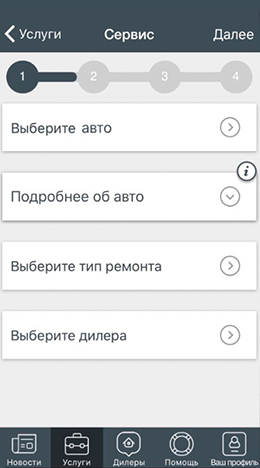 Услуги Сервис Далее
1 2 3 4
Выберите авто
i
Подробнее об авто
Выберите тип ремонта
Выберите дилера
Новости Услуги Дилеры Помощь Ваш профиль